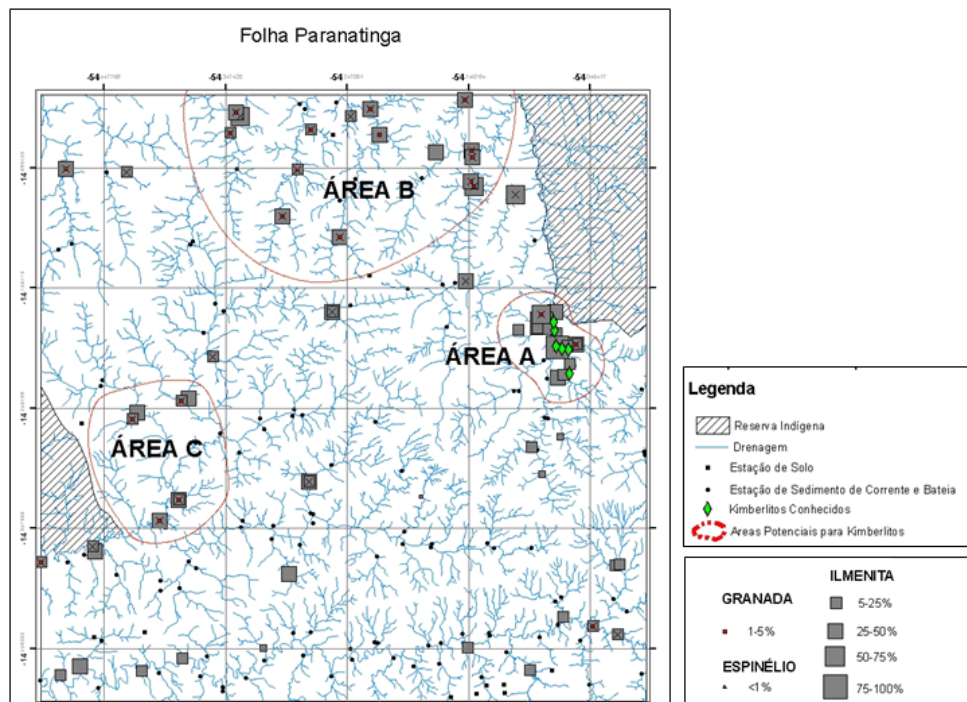 Folha Paranatinga
ÁREA B
ÁREA A
ÁREA C
Legenda
Reserva Indígena
Drenagem
Estação de Solo
Estação de Sedimento de Corrente e Bateia
Kimberlitos Conhecidos
Areas Potenciais para Kimberlitos
ILMENITA
GRANADA
5-25%
25-50%
1-5%
50-75%
ESPINÉLIO
<1%
75-100%